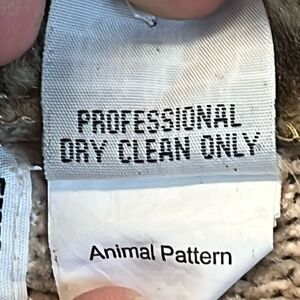 PROFESSIONAL
DRY CLEAN ONLY
Animal Pattern